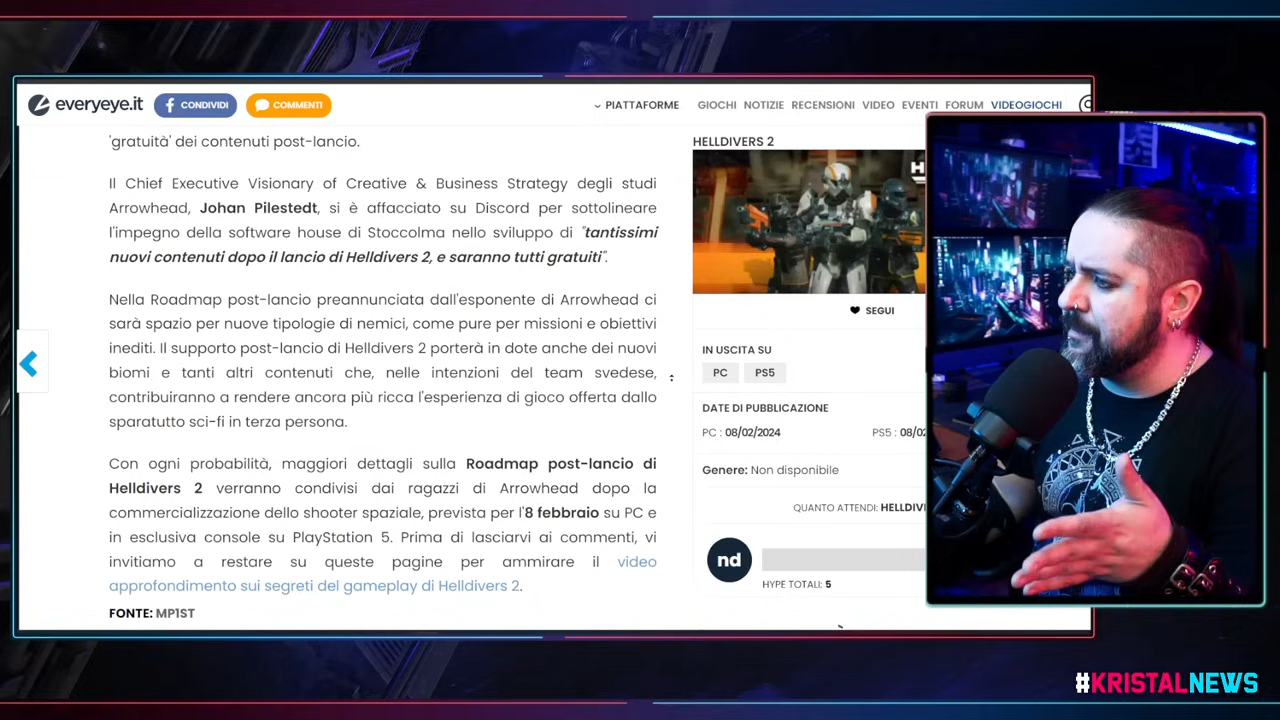 everyeye.it
CONDIVIDI
COMMENTI
PIATTAFORME
GIOCHI NOTIZIE RECENSIONI VIDEO EVENTI FORUM VIDEOGIOCHI
'gratuità' dei contenuti post-lancio.
Il Chief Executive Visionary of Creative & Business Strategy degli studi
Arrowhead, Johan Pilestedt, si è affacciato su Discord per sottolineare
l'impegno della software house di Stoccolma nello sviluppo di "tantissimi
nuovi contenuti dopo il lancio di Helldivers 2, e saranno tutti gratuiti".
Nella Roadmap post-lancio preannunciata dall'esponente di Arrowhead ci
sarà spazio per nuove tipologie di nemici, come pure per missioni e obiettivi
inediti. Il supporto post-lancio di Helldivers 2 porterà in dote anche dei nuovi
biomi e tanti altri contenuti che, nelle intenzioni del team svedese,
contribuiranno a rendere ancora più ricca l'esperienza di gioco offerta dallo
sparatutto sci-fi in terza persona.
Con ogni probabilità, maggiori dettagli sulla Roadmap post-lancio di
Helldivers 2 verranno condivisi dai ragazzi di Arrowhead dopo la
commercializzazione dello shooter spaziale, prevista per l'8 febbraio su PC e
in esclusiva console su PlayStation 5. Prima di lasciarvi ai commenti, vi
invitiamo a restare su queste pagine per ammirare il video
approfondimento sui segreti del gameplay di Helldivers 2.
FONTE: MP1ST
HELLDIVERS 2
H
SEGUI
IN USCITA SU
PC PS5
DATE DI PUBBLICAZIONE
PC : 08/02/2024 PS5 : 08/02
Genere: Non disponibile
QUANTO ATTENDI: HELLDIV
nd
HYPE TOTALI: 5
#KRISTALNEWS